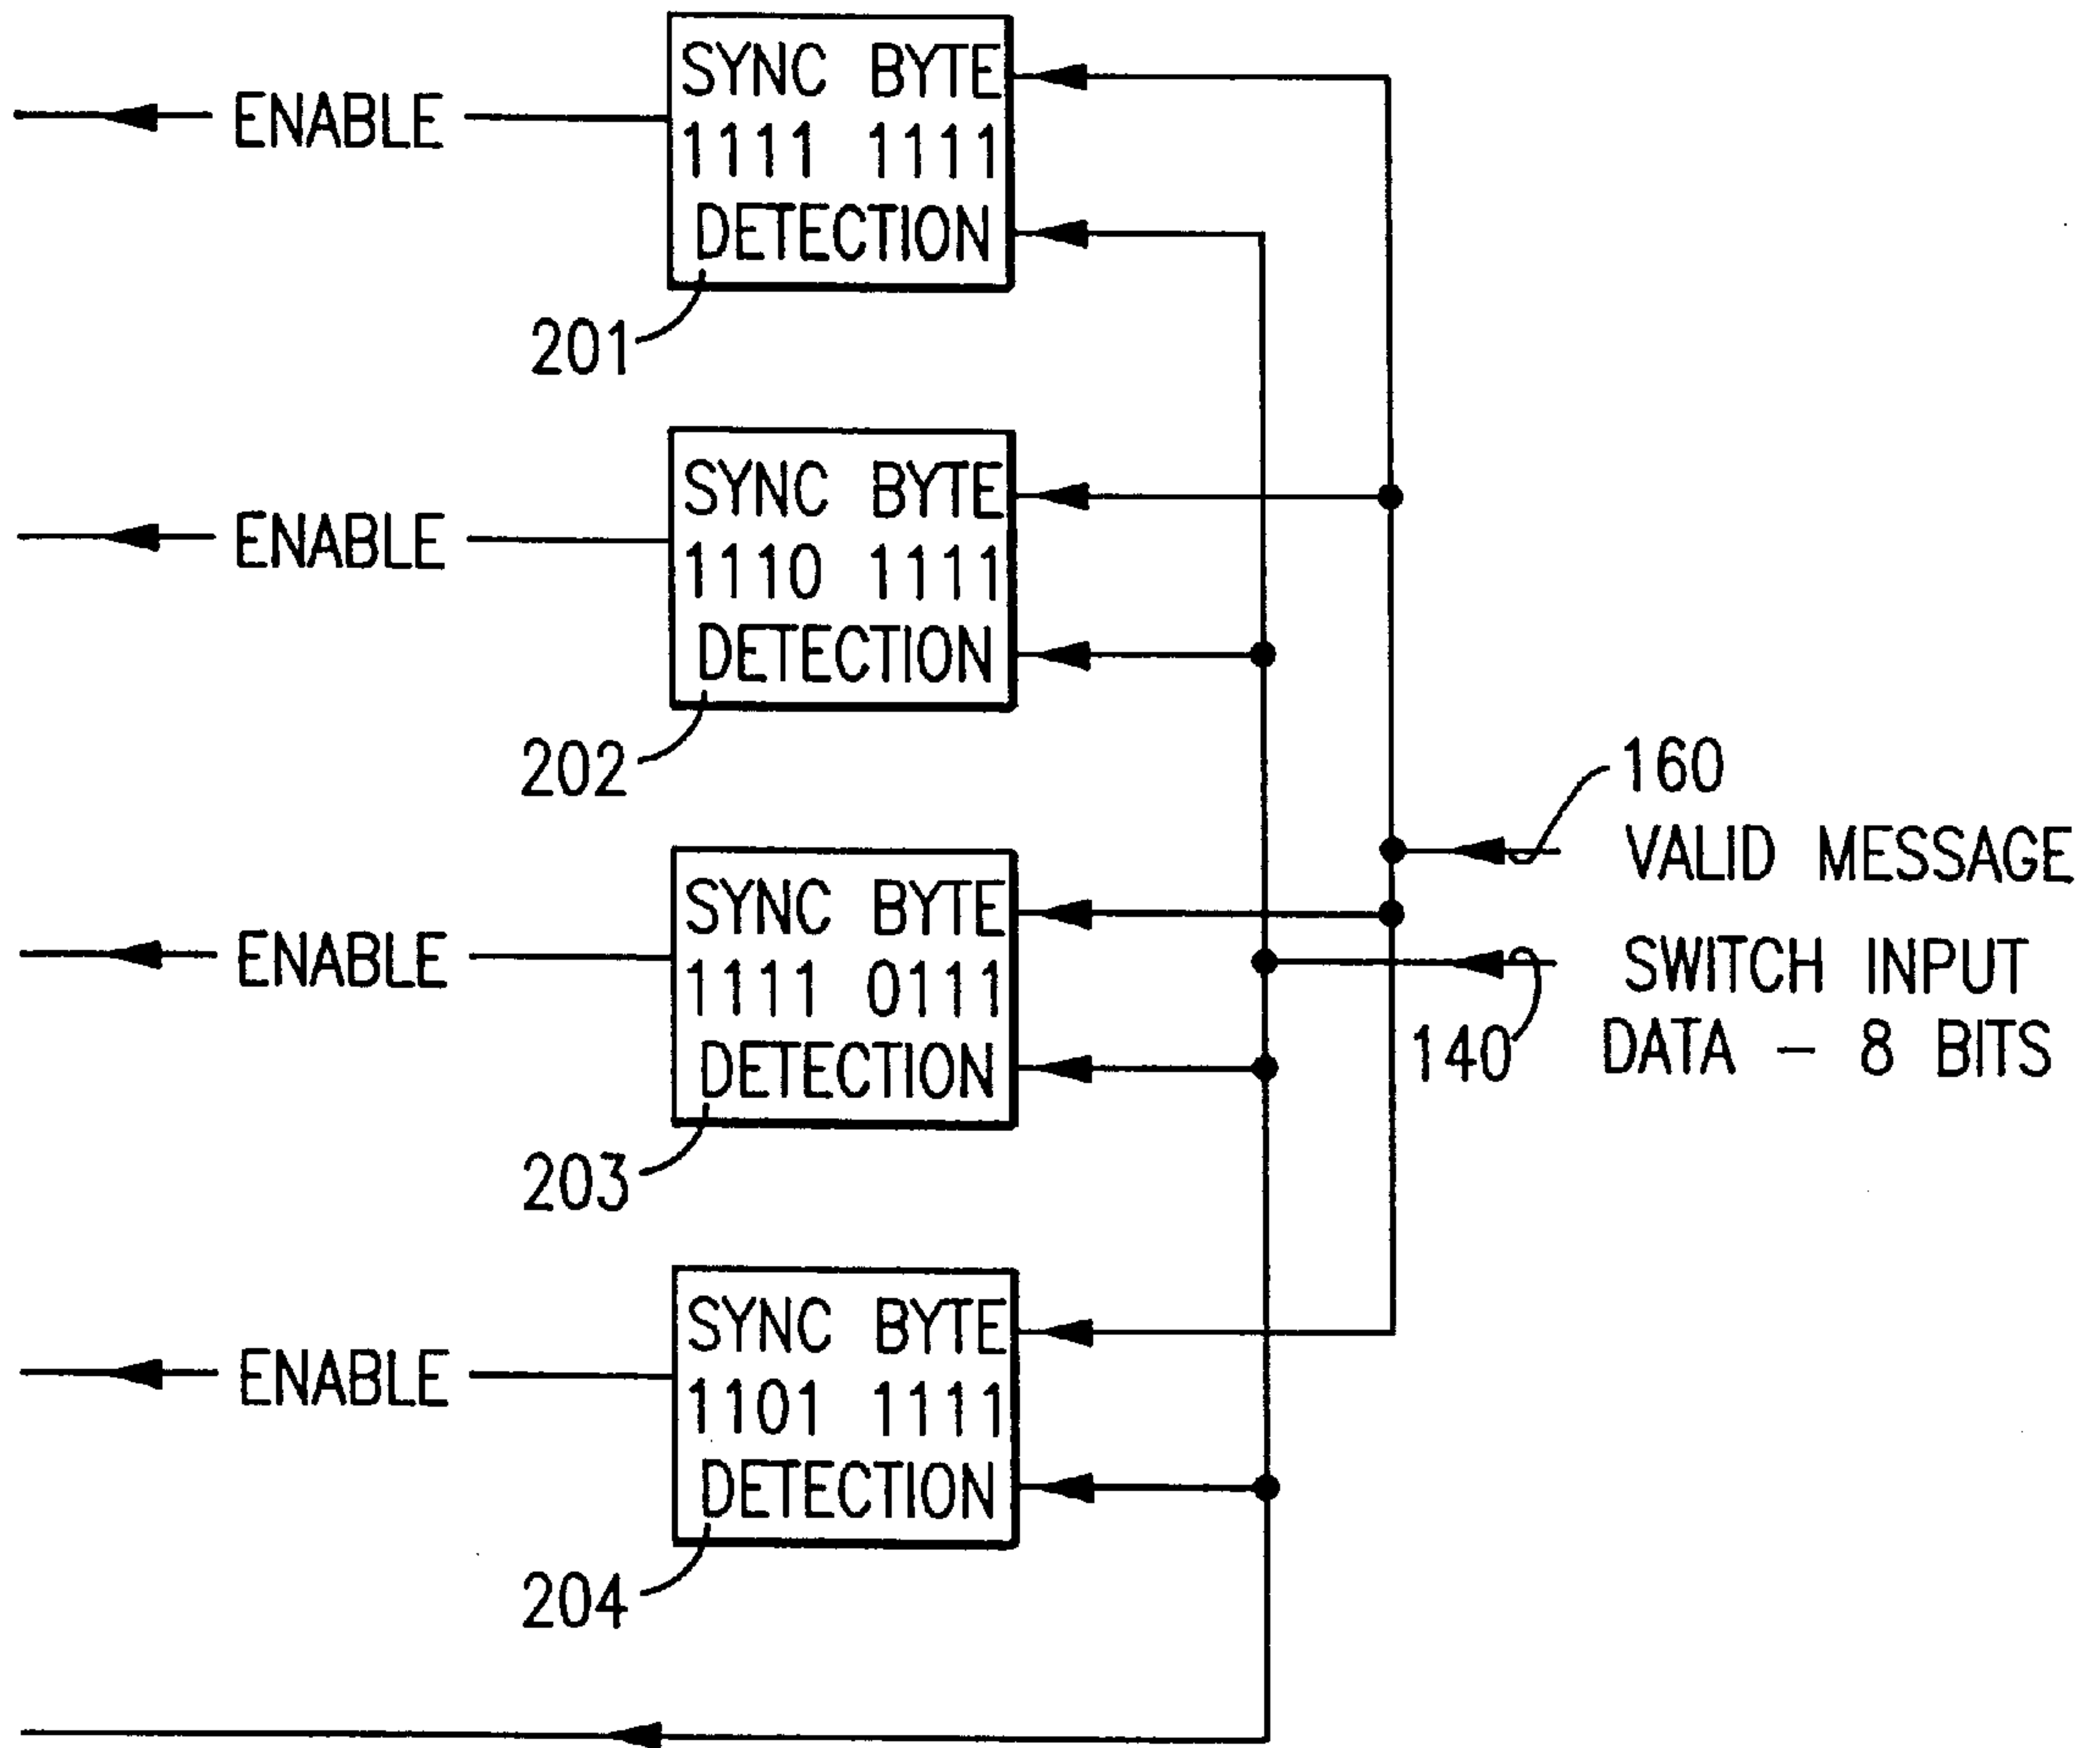 SYNC BYTE
ENABLE
1111 1111
DETECTION
201
SYNC BYTE
ENABLE
1110 1111
DETECTION
202
160
VALID MESSAGE
SYNC BYTE
ENABLE
1111 0111
DETECTION
SWITCH INPUT
140
DATA - 8 BITS
203
SYNC BYTE
ENABLE
1101 1111
DETECTION
204